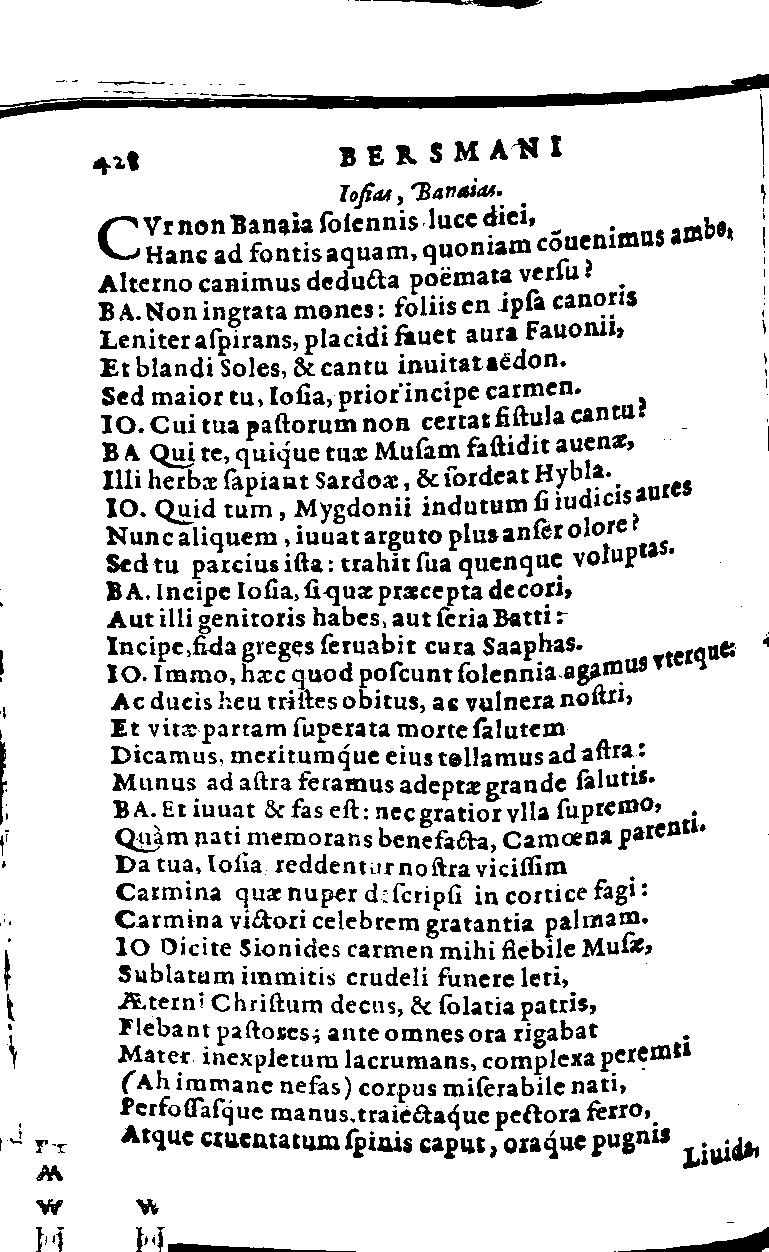 428 BERSMANI
Iosias, Banaias.
CVr non Banaia ſolennis luce diei,
Hanc ad fontis aquam, quoniam cōuenimus ambo,
Alterno canimus deducta poëmata verſu?
BA. Non ingrata mones: foliis en ipſa canoris
Leniter aſpirans, placidi fauet aura Fauonii,
Et blandi Soles, & cantu inuitat aëdon.
Sed maior tu, Ioſia, prior incipe carmen.
IO. Cui tua paſtorum non certat fiſtula cantu?
BA Qui te, quiq́ue tuæ Muſam faſtidit auenæ,
Illi herbæ ſapiant Sardoæ, & ſordeat Hybla.
IO. Quid tum, Mygdonii indutum ſi iudicis aures
Nunc aliquem, iuuat arguto plus anſer olore?
Sed tu parcius iſta: trahit ſua quenque voluptas.
BA. Incipe Ioſia, ſi quæ præcepta decori,
Aut illi genitoris habes, aut ſeria Batti:
Incipe, fida greges ſeruabit cura Saaphas.
IO. Immo, hæc quod poſcunt ſolennia agamus vterque:
Ac ducis heu triſtes obitus, ac vulnera noſtri,
Et vitæ partam ſuperata morte ſalutem
Dicamus, meritumq́ue eius tollamus ad aſtra:
Munus ad aſtra feramus adeptæ grande ſalutis.
BA. Et iuuat & fas eſt: nec gratior vlla ſupremo,
Quàm nati memorans benefacta, Camœna parenti.
Da tua, Ioſia reddentur noſtra viciſſim
Carmina quæ nuper deſcripſi in cortice fagi:
Carmina victori celebrem gratantia palmam.
IO Dicite Sionides carmen mihi flebile Muſæ,
Sublatum immitis crudeli funere leti,
Æterni Chriſtum decus, & ſolatia patris,
Flebant paſtores; ante omnes ora rigabat
Mater inexpletum lacrumans, complexa peremti
(Ah immane nefas) corpus miſerabile nati,
Perfoſſaſq́ue manus, traiectaq́ue pectora ferro,
Atque cruentatum ſpinis caput, oraq́ue pugnis
Liuida,